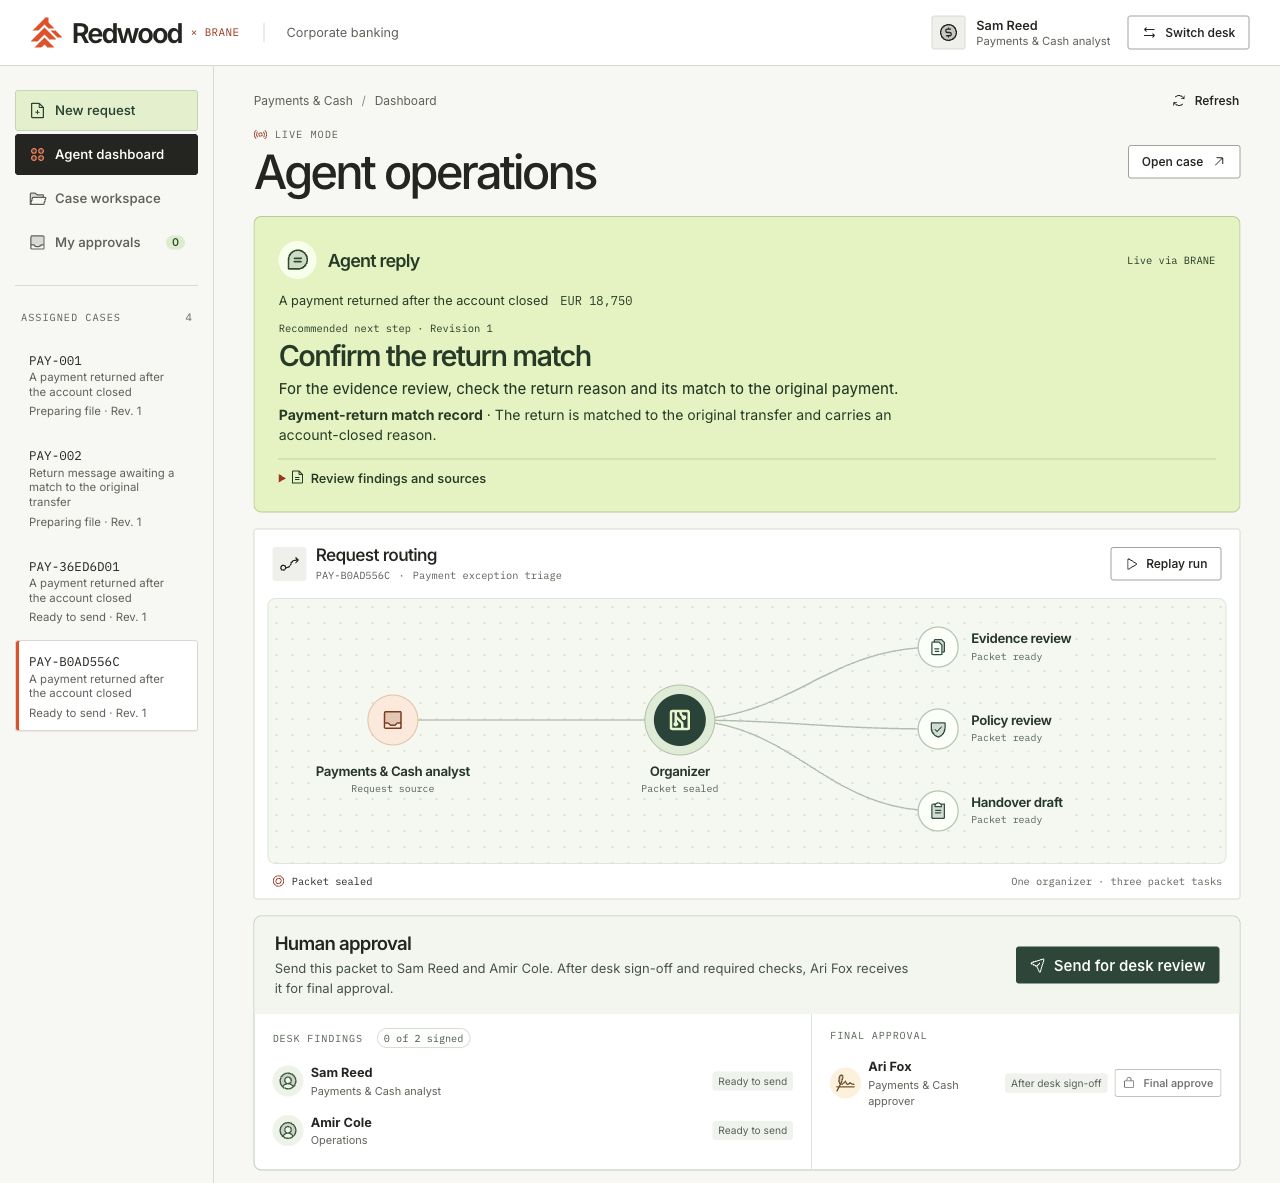 Redwood × BRANE Corporate banking
Sam Reed
Payments & Cash analyst
Switch desk
New request
Agent dashboard
Case workspace
My approvals 0
ASSIGNED CASES 4
PAY-001
A payment returned after
the account closed
Preparing file · Rev. 1
PAY-002
Return message awaiting a
match to the original
transfer
Preparing file · Rev. 1
PAY-36ED6D01
A payment returned after
the account closed
Ready to send · Rev. 1
PAY-B0AD556C
A payment returned after
the account closed
Ready to send · Rev. 1
Payments & Cash / Dashboard
Refresh
LIVE MODE
Agent operations
Open case
Agent reply
Live via BRANE
A payment returned after the account closed EUR 18,750
Recommended next step · Revision 1
Confirm the return match
For the evidence review, check the return reason and its match to the original payment.
Payment-return match record · The return is matched to the original transfer and carries an
account-closed reason.
Review findings and sources
Request routing
PAY-B0AD556C · Payment exception triage
Replay run
Payments & Cash analyst
Request source
Organizer
Packet sealed
Evidence review
Packet ready
Policy review
Packet ready
Handover draft
Packet ready
Packet sealed
One organizer · three packet tasks
Human approval
Send this packet to Sam Reed and Amir Cole. After desk sign-off and required checks, Ari Fox receives
it for final approval.
Send for desk review
DESK FINDINGS 0 of 2 signed
Sam Reed
Payments & Cash analyst
Ready to send
Amir Cole
Operations
Ready to send
FINAL APPROVAL
Ari Fox
Payments & Cash
approver
After desk sign-off
Final approve